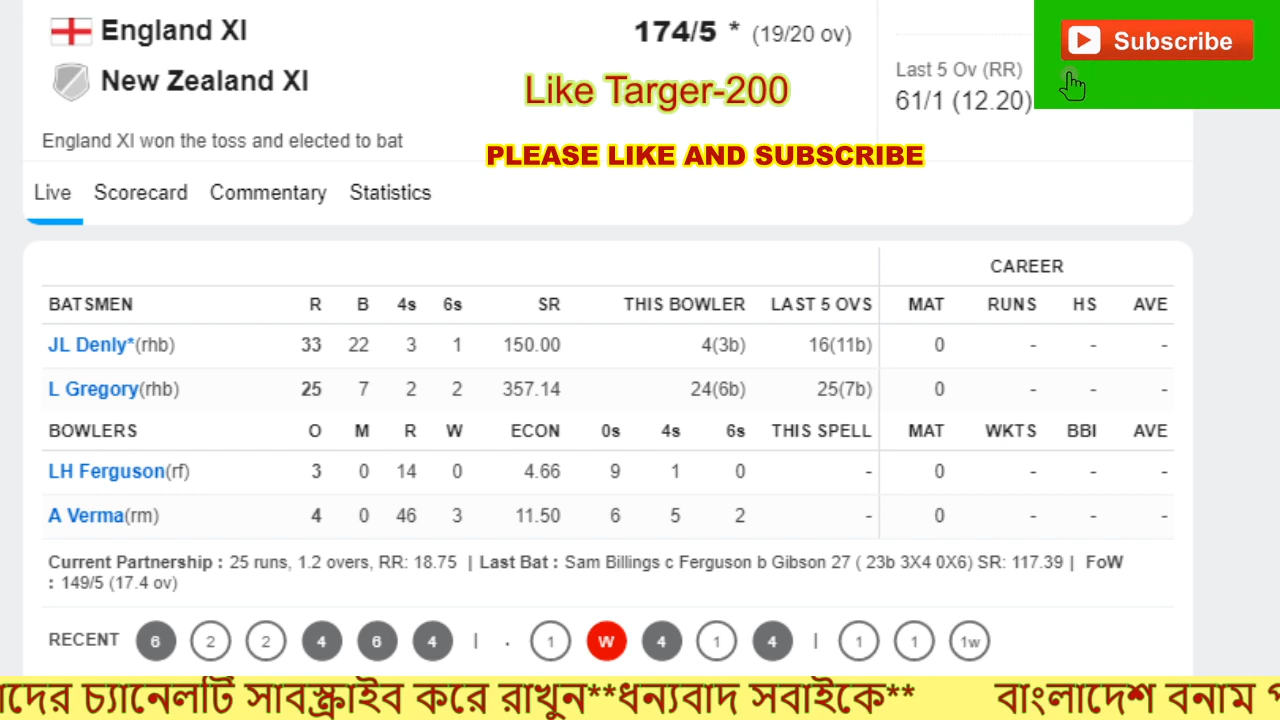 England XI 174/5 * (19/20 ov)
Subscribe
Last 5 Ov (RR)
New Zealand XI
Like Targer-200
61/1 (12.20)
England XI won the toss and elected to bat
PLEASE LIKE AND SUBSCRIBE
Live Scorecard Commentary Statistics
CAREER
BATSMEN R B 4s 6s SR THIS BOWLER LAST 5 OVS MAT RUNS HS AVE
JL Denly*(rhb) 33 22 3 1 150.00 4(3b) 16(11b) 0 - - -
L Gregory(rhb) 25 7 2 2 357.14 24(6b) 25(7b) 0 - - -
BOWLERS O M R W ECON 0s 4s 6s THIS SPELL MAT WKTS BBI AVE
LH Ferguson(rf) 3 0 14 0 4.66 9 1 0 - 0 - - -
A Verma(rm) 4 0 46 3 11.50 6 5 2 - 0 - - -
Current Partnership : 25 runs, 1.2 overs, RR: 18.75 | Last Bat : Sam Billings c Ferguson b Gibson 27 ( 23b 3X4 0X6) SR: 117.39 | FoW
: 149/5 (17.4 ov)
RECENT 6 2 2 4 6 4 | . 1 W 4 1 4 | 1 1 1w
চ্যানেলটি সাবস্ক্রাইব করে রাখুন**ধন্যবাদ সবাইকে** বাংলাদেশ বনাম